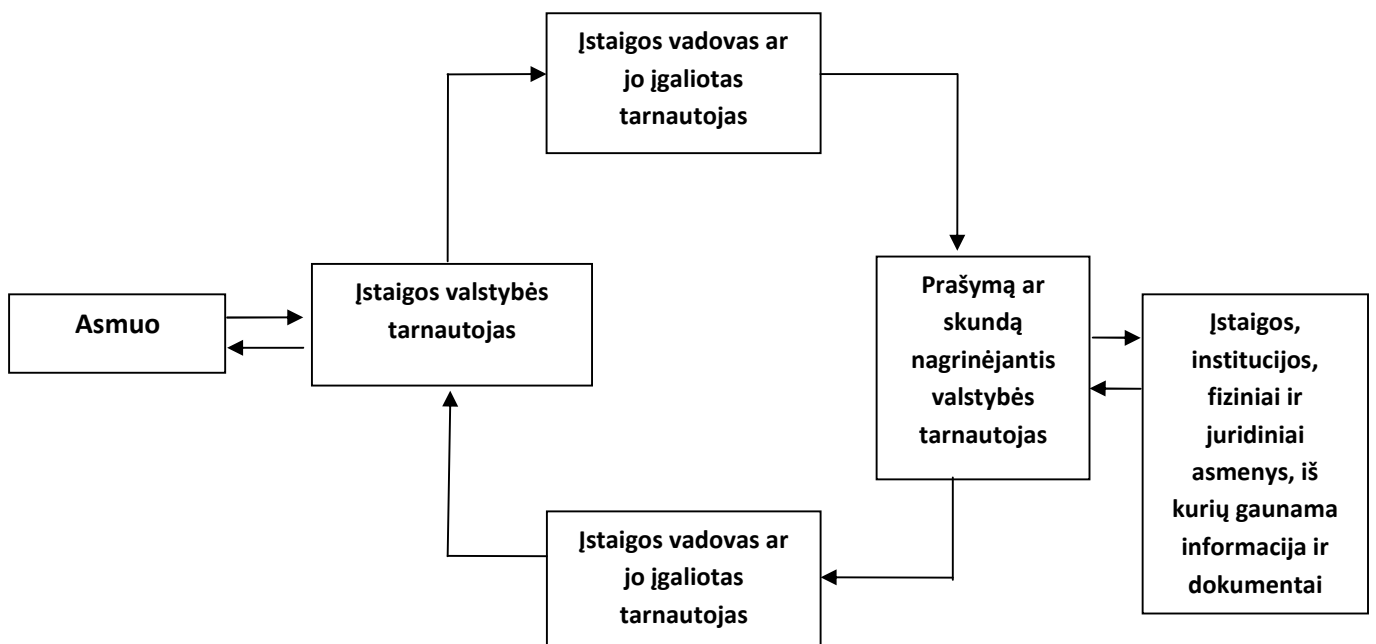 Įstaigos vadovas ar
jo įgaliotas
tarnautojas
Asmuo
Įstaigos valstybės
tarnautojas
Prašymą ar
skundą
nagrinėjantis
valstybės
tarnautojas
Įstaigos,
institucijos,
fiziniai ir
juridiniai
asmenys, iš
kurių gaunama
informacija ir
dokumentai
Įstaigos vadovas ar
jo įgaliotas
tarnautojas